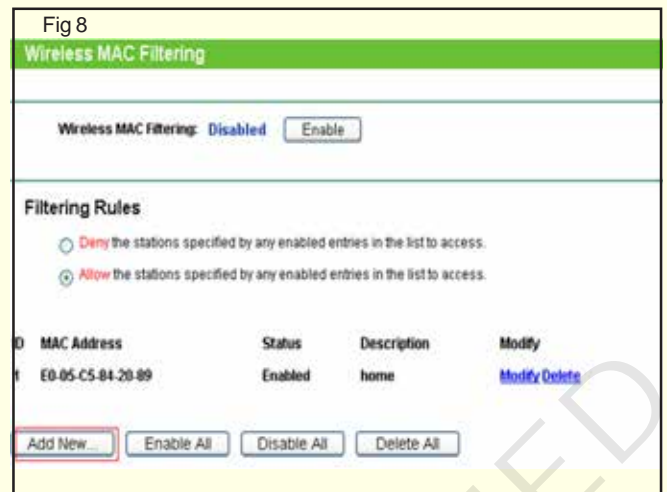 Fig 8
Wireless MAC Filtering
Wireless MAC Filtering: Disabled Enable
Filtering Rules
Deny the stations specified by any enabled entries in the list to access.
Allow the stations specified by any enabled entries in the list to access.
ID MAC Address Status Description Modify
1 E0-05-C5-84-20-89 Enabled home Modify Delete
Add New... Enable All Disable All Delete All